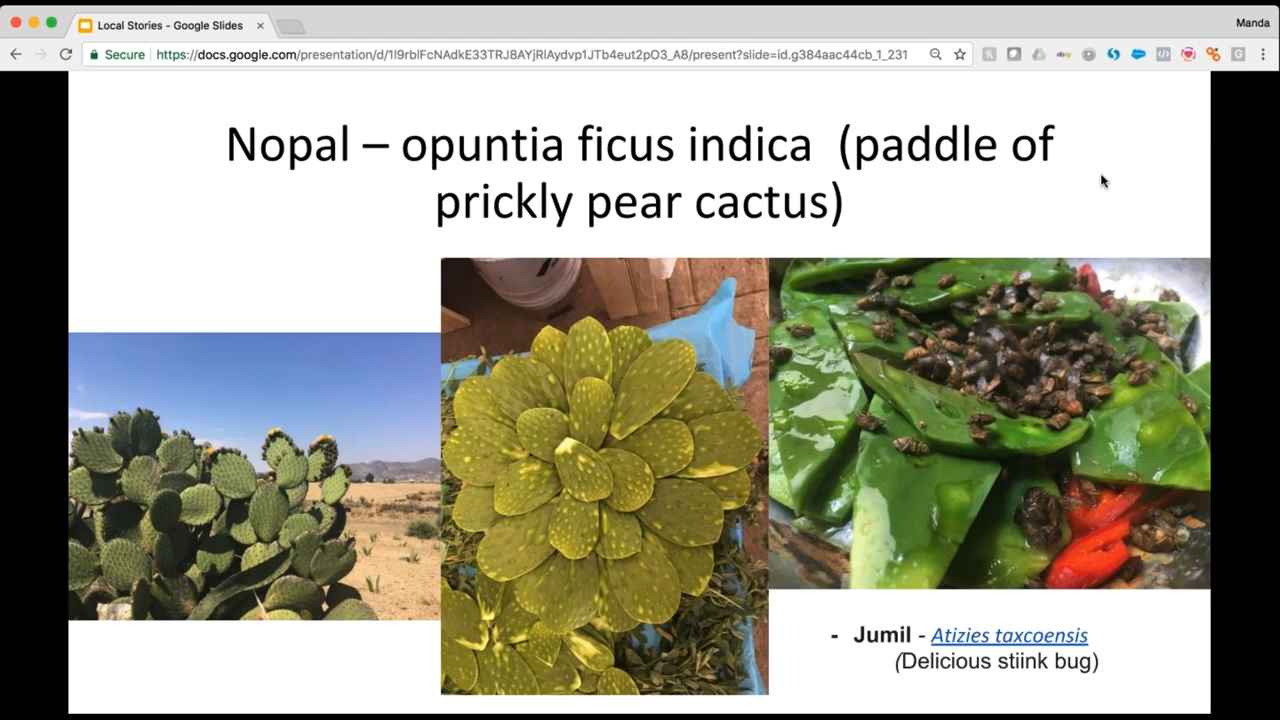 Local Stories - Google Slides
Manda
Secure https://docs.google.com/presentation/d/1l9rblFcNAdkE33TRJ8AYjRlAydvp1JTb4eut2pO3_A8/present?slide=id.g384aac44cb_1_231
Nopal – opuntia ficus indica (paddle of
prickly pear cactus)
- Jumil - Atizies taxcoensis
(Delicious stiink bug)